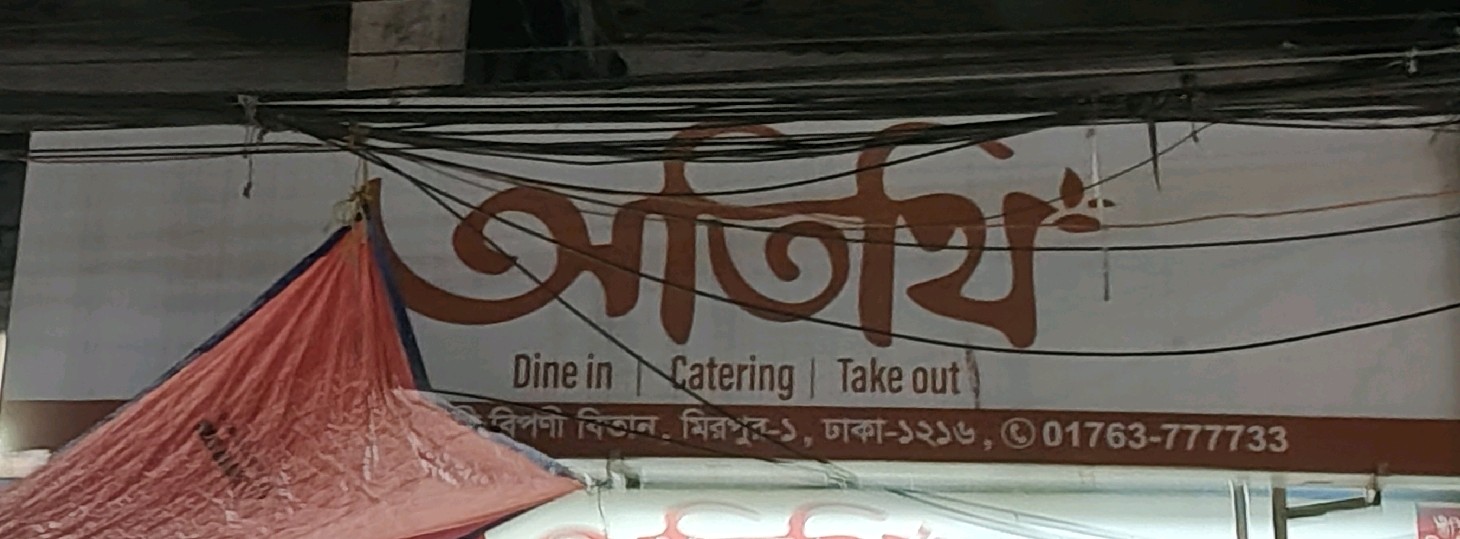 অতিথি
Dine in | Catering | Take out
বিপণী বিতান, মিরপুর-১, ঢাকা-১২১৬, 01763-777733